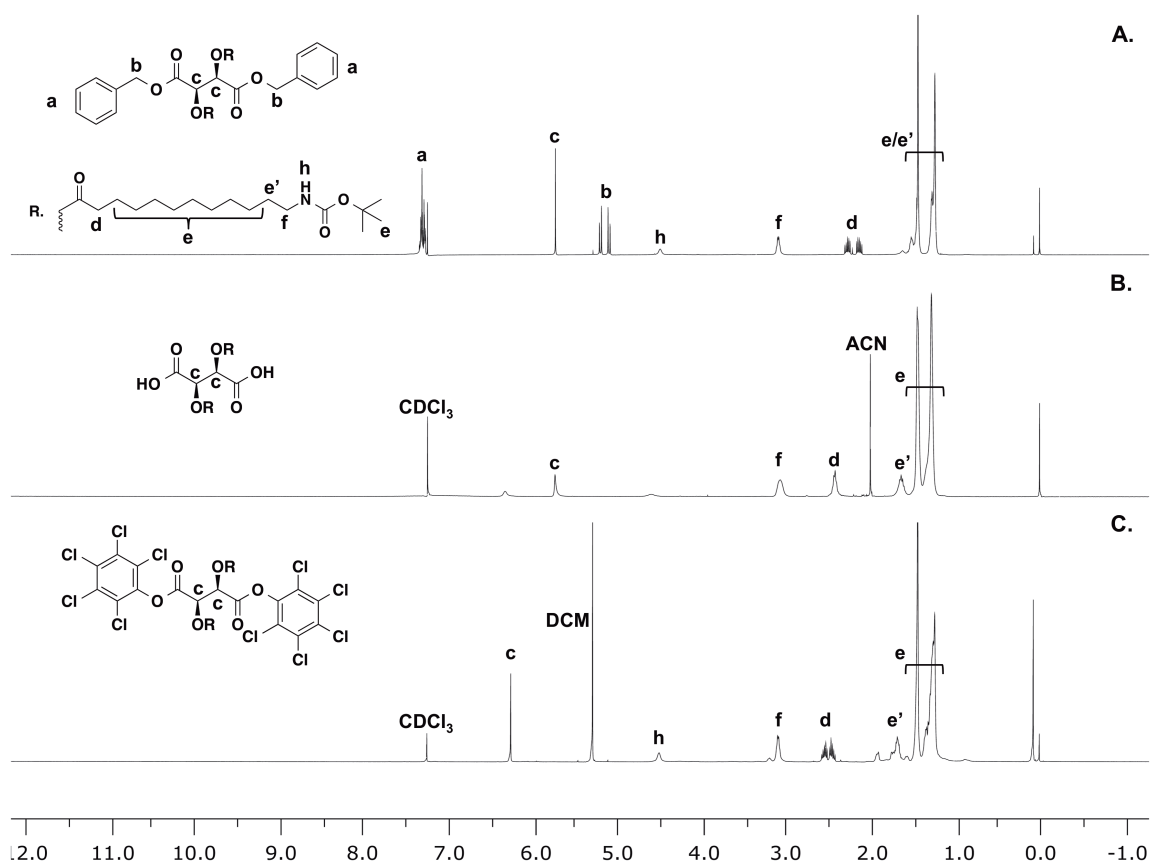 A.
O OR
b O c a
c O
a O b
OR O
e/e’
c
a
b
h
e’
O H
N O
R. d e f O e
h
f
d
B.
O OR
c OH
HO c
OR O
ACN
CDCl3
e
c
f
d
e’
C.
Cl
Cl Cl O OR Cl
c O Cl Cl
Cl O c
Cl OR O Cl Cl Cl
DCM
c
e
CDCl3
f
d
e’
h
12.0 11.0 10.0 9.0 8.0 7.0 6.0 5.0 4.0 3.0 2.0 1.0 0 -1.0